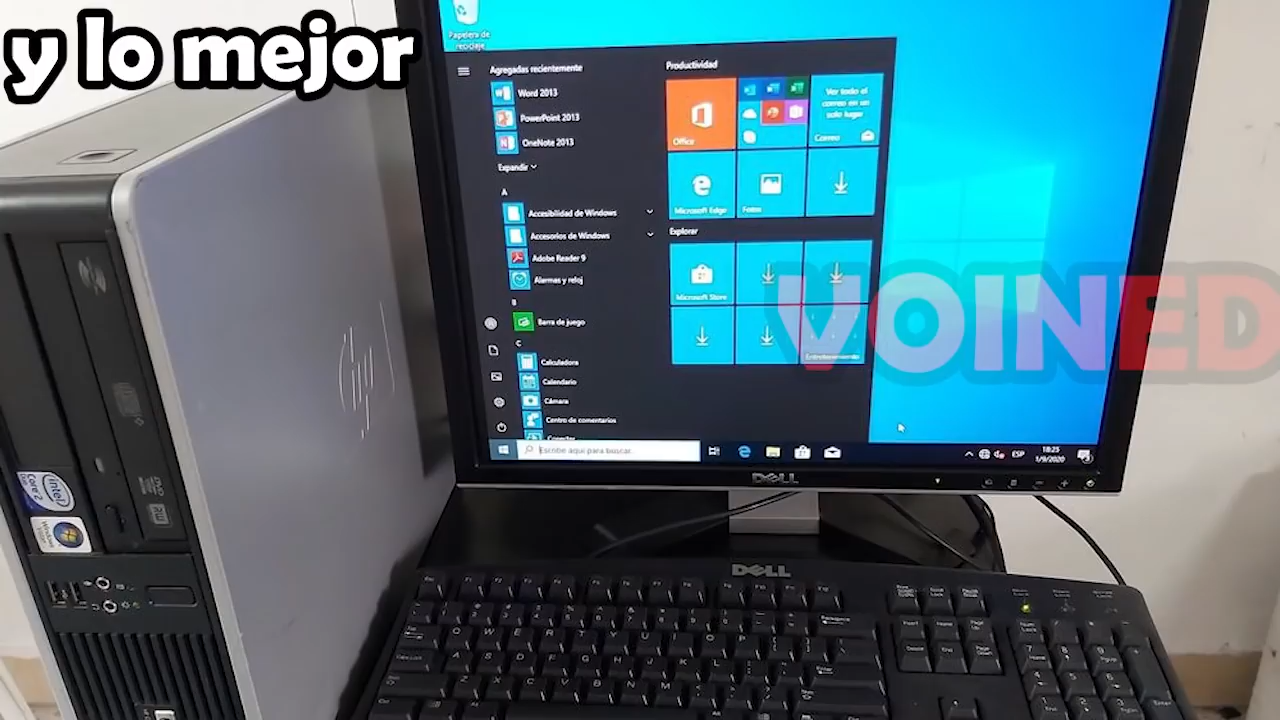 y lo mejor
Papelera de
reciclaje
Agregadas recientemente
Word 2013
PowerPoint 2013
OneNote 2013
Expandir
A
Accesibilidad de Windows
Accesorios de Windows
Adobe Reader 9
Alarmas y reloj
B
Barra de juego
C
Calculadora
Calendario
Cámara
Centro de comentarios
Productividad
Office
Ver todo el
correo en un
solo lugar
Correo
Microsoft Edge
Fotos
Explorar
Microsoft Store
Entretenimiento
VOINED
Escribe aquí para buscar.
ESP
18:25
1/9/2020
DELL
hp
intel
Core 2
DELL
Q W E R T Y U I O P
A S D F G H J K L
Z X C V B N M